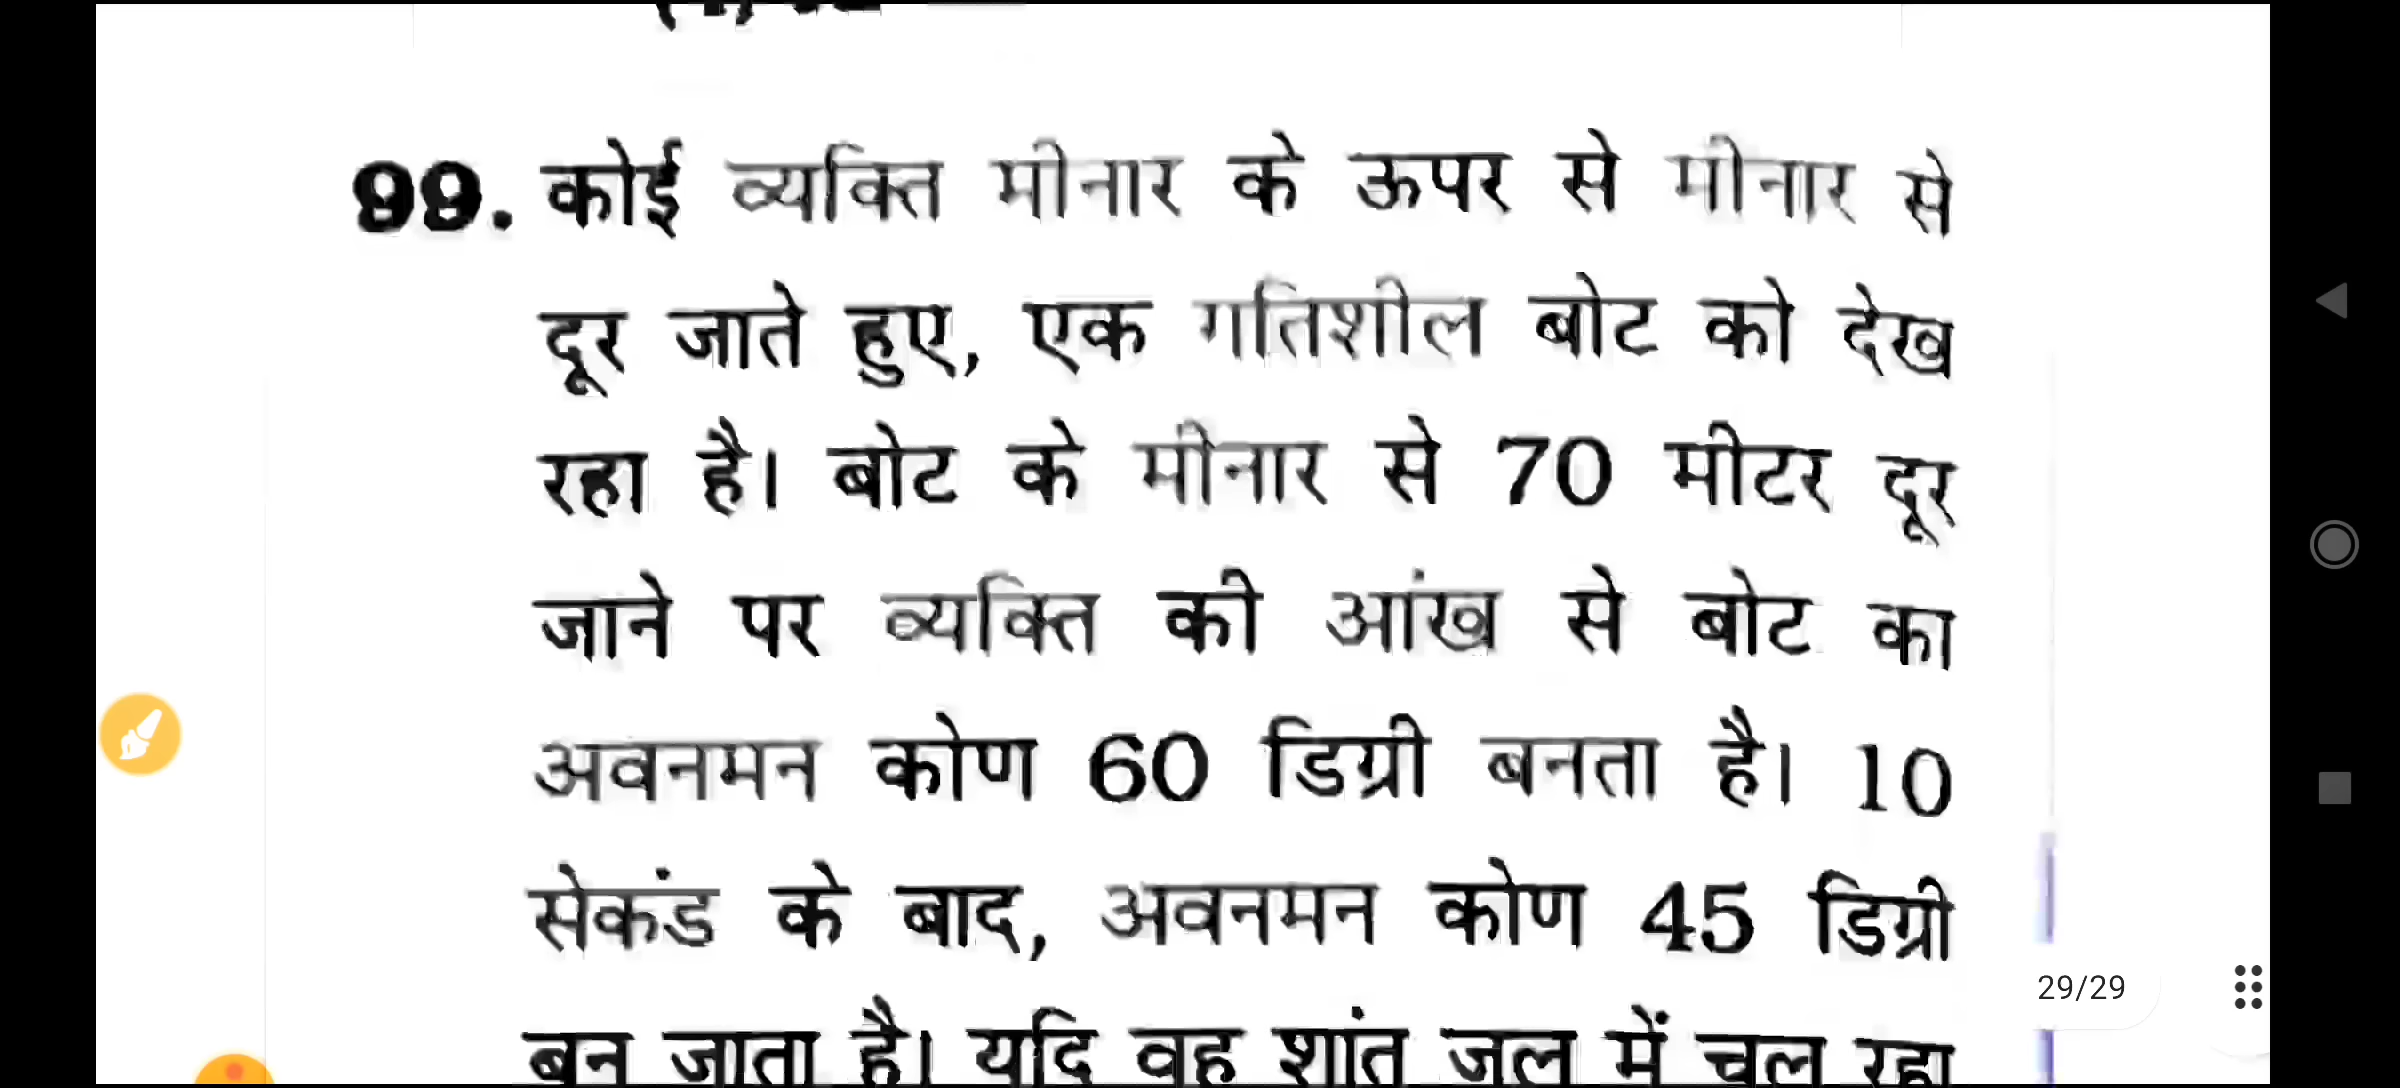 99. कोई व्यक्ति मीनार के ऊपर से मीनार से
दूर जाते हुए, एक गतिशील बोट को देख
रहा है। बोट के मीनार से 70 मीटर दूर
जाने पर व्यक्ति की आंख से बोट का
अवनमन कोण 60 डिग्री बनता है। 10
सेकंड के बाद, अवनमन कोण 45 डिग्री
29/29
बन जाता है। यदि वह शांत जल में चल रहा